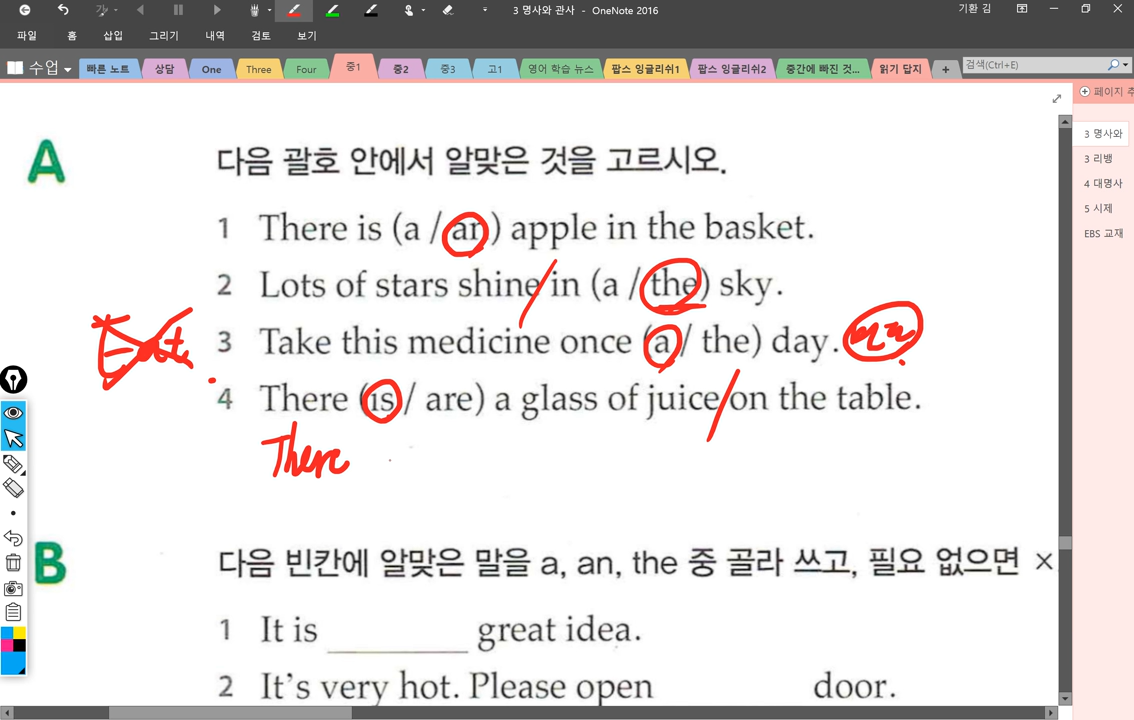 3 명사와 관사 - OneNote 2016
기환 김
파일 홈 삽입 그리기 내역 검토 보기
수업 빠른 노트 상담 One Three Four 중1 중2 중3 고1 영어 학습 뉴스 팝스 잉글리쉬1 팝스 잉글리쉬2 중간에 빠진 것... 읽기 답지 + 검색(Ctrl+E)
페이지 추
3 명사와
3 리뱅
4 대명사
5 시제
EBS 교재
A 다음 괄호 안에서 알맞은 것을 고르시오.
1 There is (a / an) apple in the basket.
2 Lots of stars shine in (a / the) sky.
Eat
3 Take this medicine once (a / the) day.
4 There (is / are) a glass of juice on the table.
There
B 다음 빈칸에 알맞은 말을 a, an, the 중 골라 쓰고, 필요 없으면 ×
1 It is ________ great idea.
2 It's very hot. Please open door.